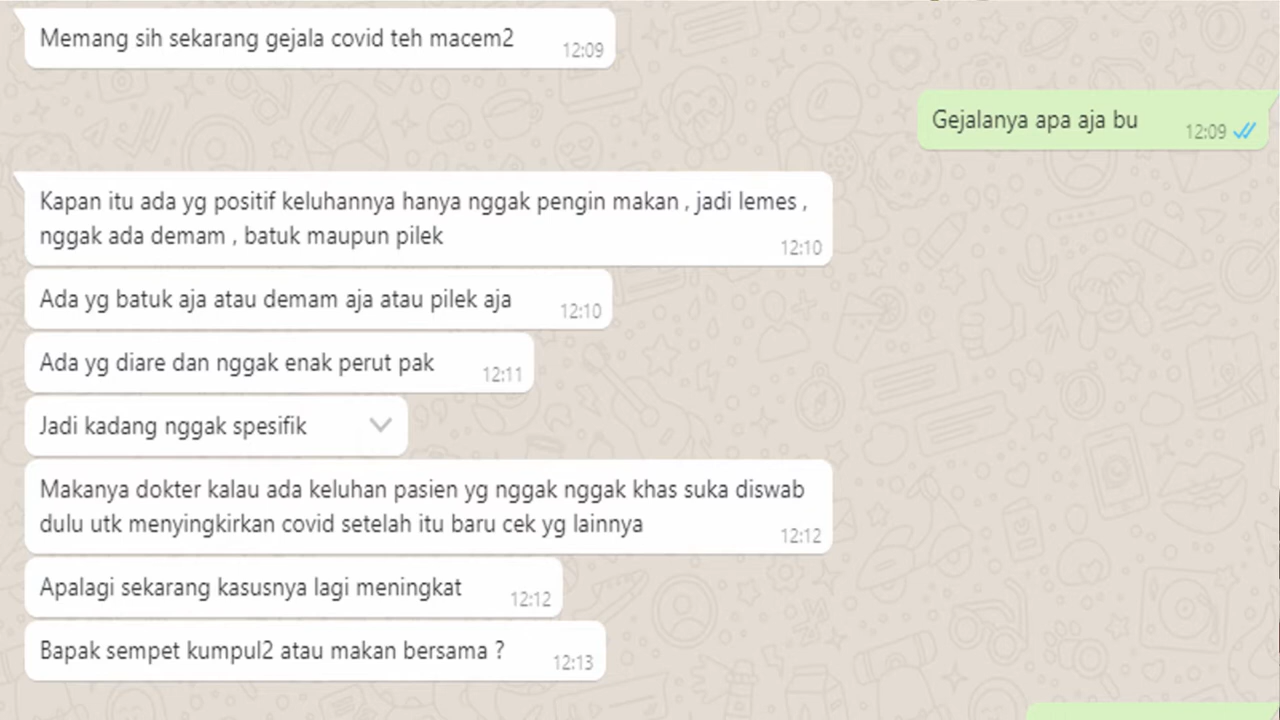 Memang sih sekarang gejala covid teh macem2
12:09
Gejalanya apa aja bu
12:09
Kapan itu ada yg positif keluhannya hanya nggak pengin makan , jadi lemes ,
nggak ada demam , batuk maupun pilek
12:10
Ada yg batuk aja atau demam aja atau pilek aja
12:10
Ada yg diare dan nggak enak perut pak
12:11
Jadi kadang nggak spesifik
Makanya dokter kalau ada keluhan pasien yg nggak nggak khas suka diswab
dulu utk menyingkirkan covid setelah itu baru cek yg lainnya
12:12
Apalagi sekarang kasusnya lagi meningkat
12:12
Bapak sempet kumpul2 atau makan bersama ?
12:13